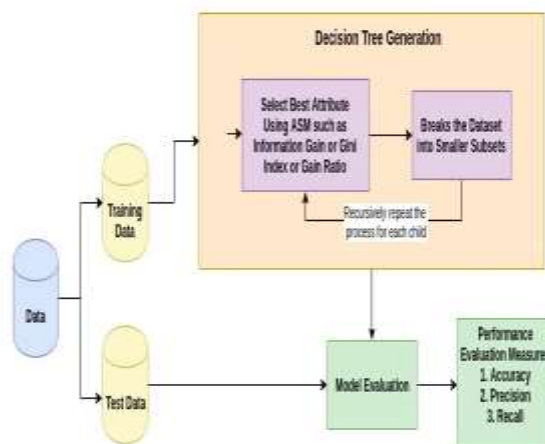 Decision Tree Generation
Select Best Attribute
Using ASM such as
Information Gain or Gini
Index or Gain Ratio
Breaks the Dataset
into Smaller Subsets
Recursively repeat the
process for each child
Training
Data
Data
Test Data
Model Evaluation
Performance
Evaluation Measure
1. Accuracy
2. Precision
3. Recall